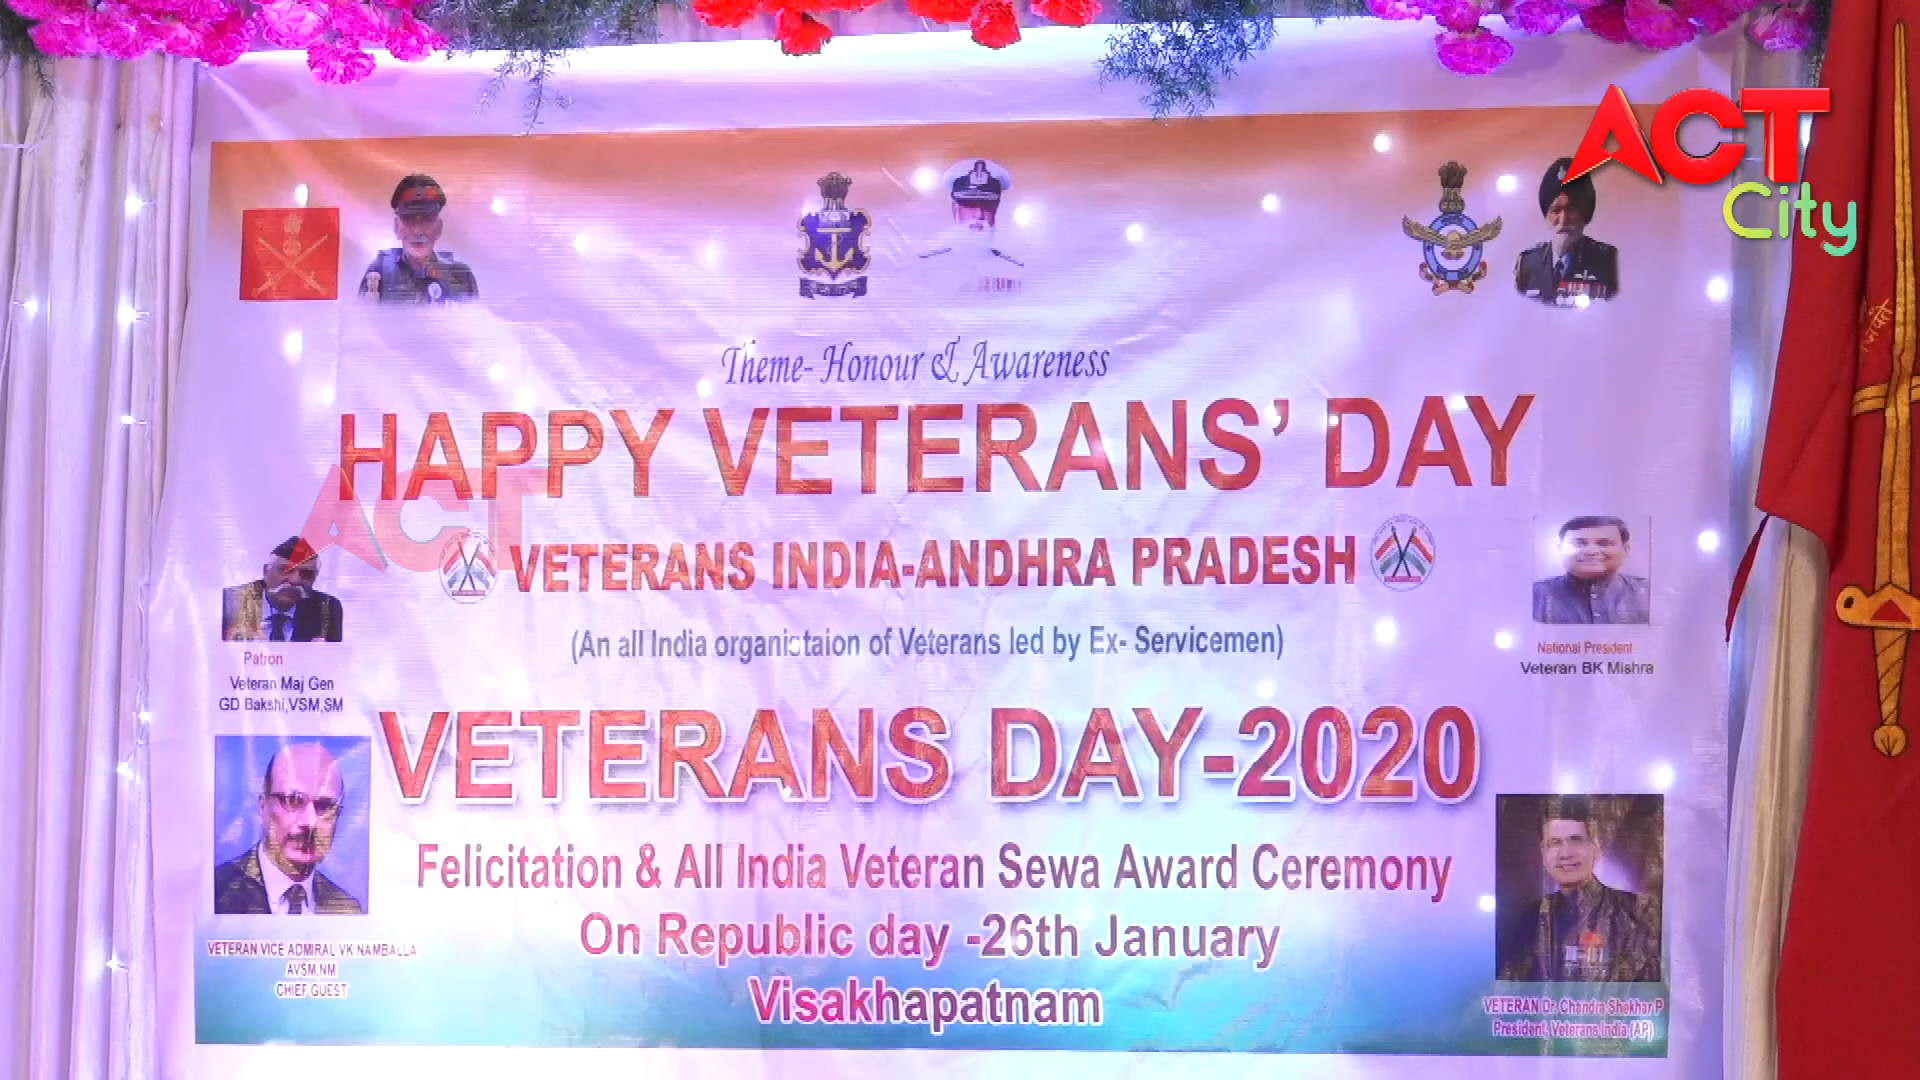 ACT
City
Theme- Honour & Awareness
HAPPY VETERANS' DAY
ACT
VETERANS INDIA-ANDHRA PRADESH
(An all India organistaion of Veterans led by Ex- Servicemen)
Patron
Veteran Maj Gen
GD Bakshi,VSM,SM
National President
Veteran BK Mishra
VETERANS DAY-2020
Felicitation & All India Veteran Sewa Award Ceremony
On Republic day -26th January
Visakhapatnam
VETERAN VICE ADMIRAL VK NAMBALLA
AVSM,NM
CHIEF GUEST
VETERAN Dr. Chandra Shekhar P
President, Veterans India (AP)